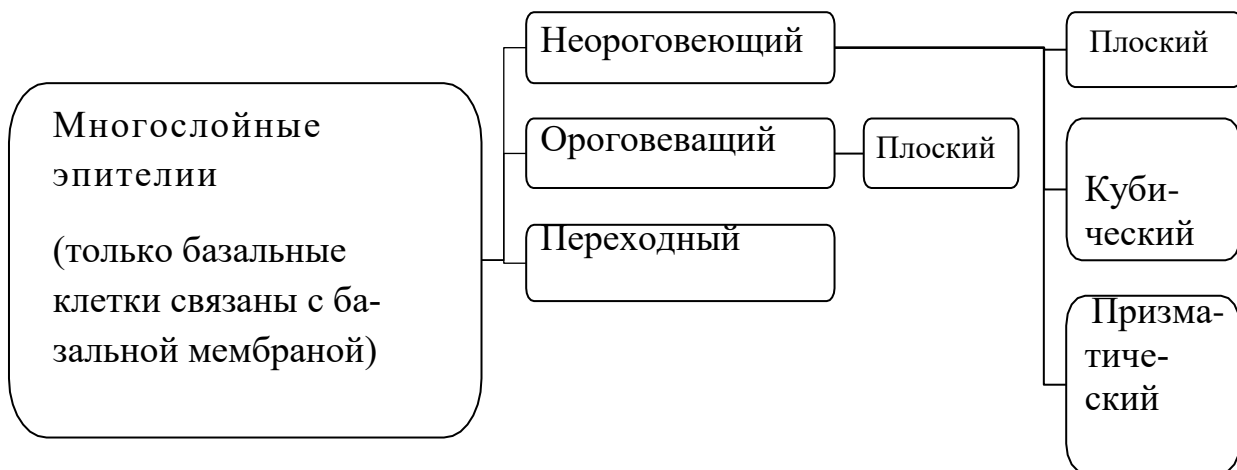 Многослойные
эпителии
(только базальные
клетки связаны с ба-
зальной мембраной)
Неороговеющий
Ороговеващий
Переходный
Плоский
Плоский
Куби-
ческий
Призма-
тиче-
ский